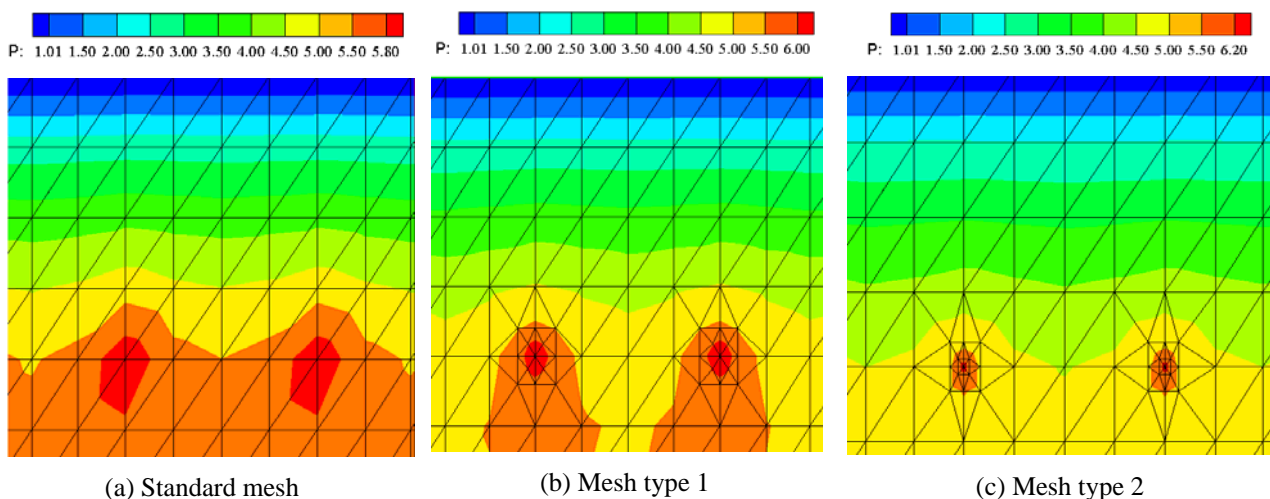 P: 1.01 1.50 2.00 2.50 3.00 3.50 4.00 4.50 5.00 5.50 5.80
P: 1.01 1.50 2.00 2.50 3.00 3.50 4.00 4.50 5.00 5.50 6.00
P: 1.01 1.50 2.00 2.50 3.00 3.50 4.00 4.50 5.00 5.50 6.20
(a) Standard mesh
(b) Mesh type 1
(c) Mesh type 2